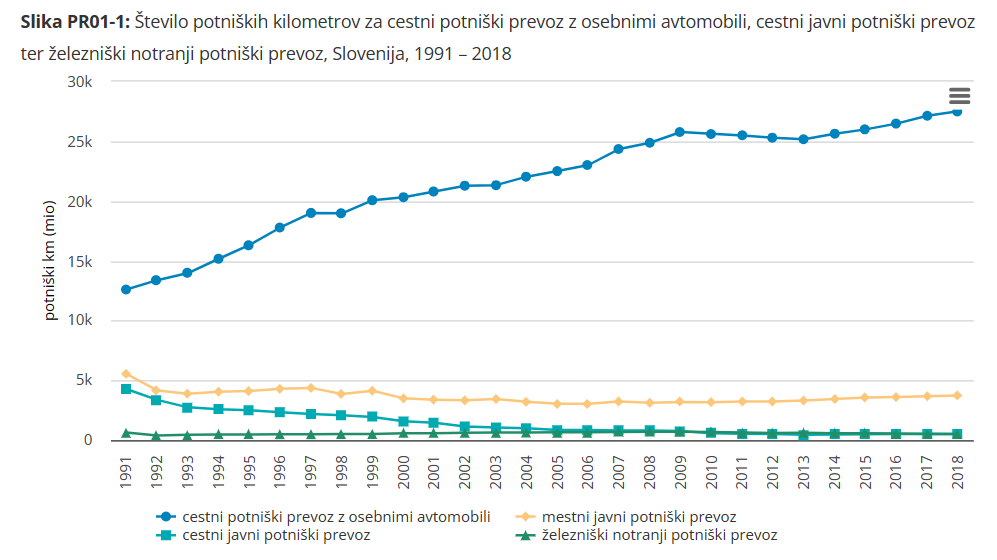 Slika PR01-1: Število potniških kilometrov za cestni potniški prevoz z osebnimi avtomobili, cestni javni potniški prevoz
ter železniški notranji potniški prevoz, Slovenija, 1991 – 2018
30k
25k
20k
15k
10k
5k
0
potniški km (mio)
1991 1992 1993 1994 1995 1996 1997 1998 1999 2000 2001 2002 2003 2004 2005 2006 2007 2008 2009 2010 2011 2012 2013 2014 2015 2016 2017 2018
cestni potniški prevoz z osebnimi avtomobili mestni javni potniški prevoz
cestni javni potniški prevoz železniški notranji potniški prevoz